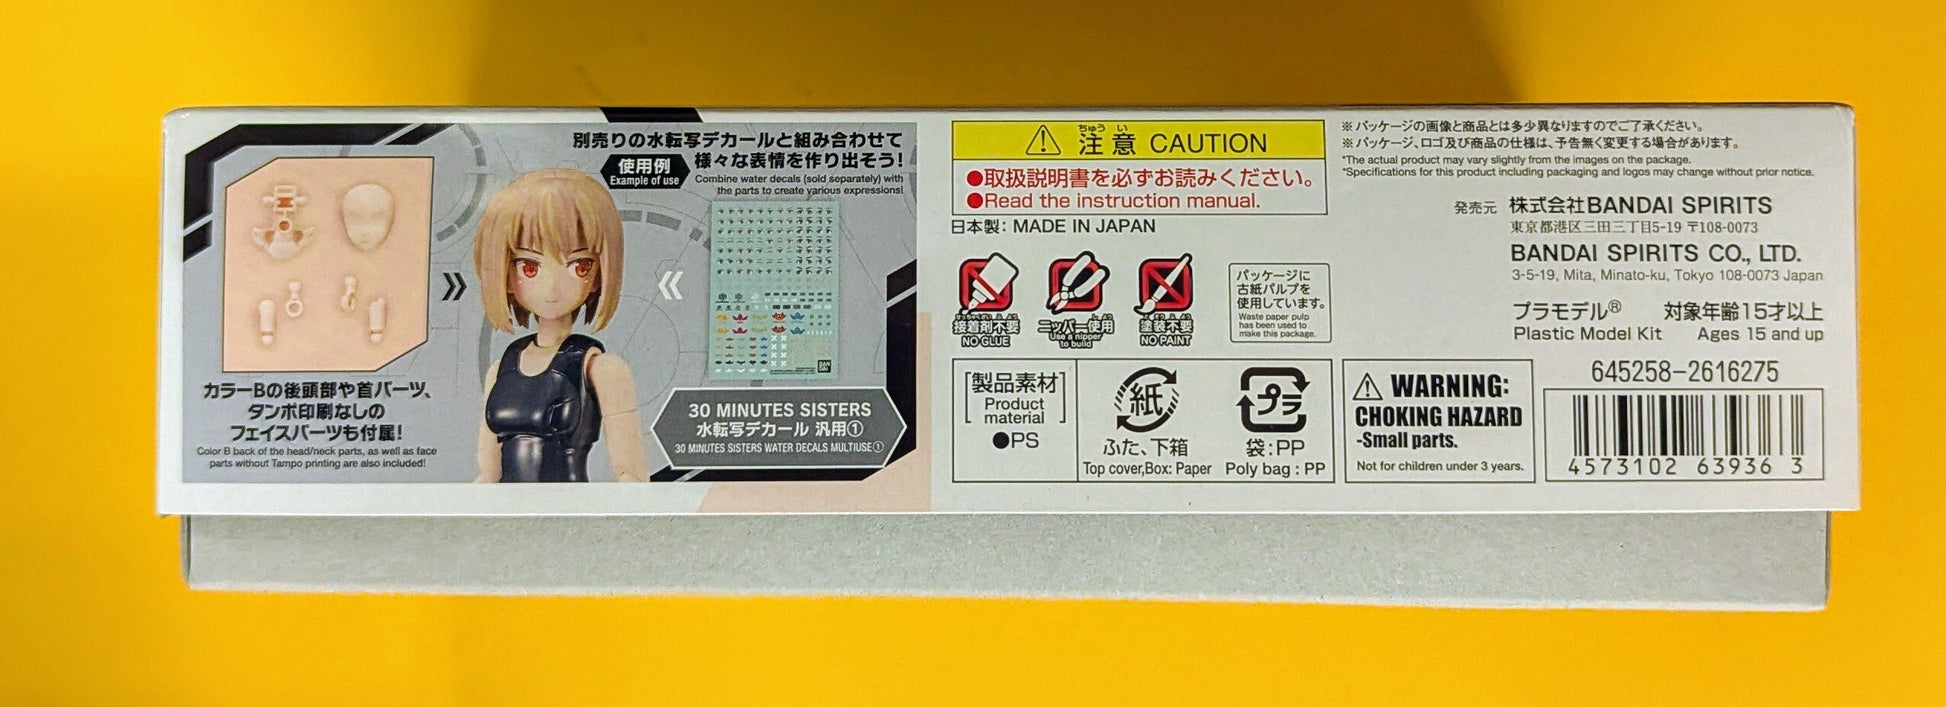 別売りの水転写デカールと組み合わせて
様々な表情を作り出そう!
使用例
Example of use
Combine water decals (sold separately) with
the parts to create various expressions!
カラーBの後頭部や首パーツ、
タンポ印刷なしの
フェイスパーツも付属!
Color B back of the head/neck parts, as well as face
parts without Tampo printing are also included!
30 MINUTES SISTERS
水転写デカール 汎用①
30 MINUTES SISTERS WATER DECALS MULTIUSE①
ちゅう い
注意 CAUTION
●取扱説明書を必ずお読みください。
●Read the instruction manual.
日本製: MADE IN JAPAN
接着剤不要
NO GLUE
ニッパー使用
Use a nipper
to build
塗装不要
NO PAINT
パッケージに
古紙パルプを
使用しています。
Waste paper pulp
has been used to
make this package.
[製品素材]
Product
material
●PS
紙
ふた、下箱
Top cover,Box: Paper
プラ
袋:PP
Poly bag : PP
※パッケージの画像と商品とは多少異なりますのでご了承ください。
※パッケージ、ロゴ及び商品の仕様は、予告無く変更する場合があります。
*The actual product may vary slightly from the images on the package.
*Specifications for this product including packaging and logos may change without prior notice.
発売元 株式会社BANDAI SPIRITS
東京都港区三田三丁目5-19 〒108-0073
BANDAI SPIRITS CO., LTD.
3-5-19, Mita, Minato-ku, Tokyo 108-0073 Japan
プラモデル® 対象年齢15才以上
Plastic Model Kit Ages 15 and up
WARNING:
CHOKING HAZARD
-Small parts.
Not for children under 3 years.
645258-2616275
4573102 63936 3